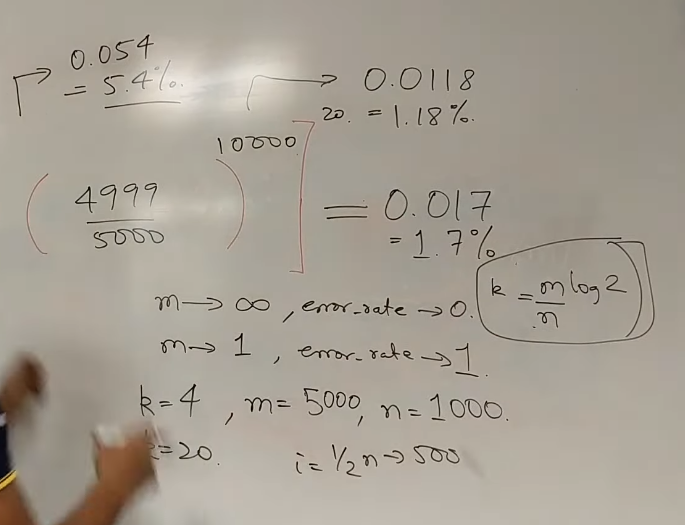 0.054
= 5.4%.
0.0118
20. = 1.18%.
10000
4999
5000
= 0.017
= 1.7%
k = m/n log 2
m → ∞ , error_rate → 0.
m → 1 , error_rate → 1.
k = 4 , m = 5000, n = 1000.
k = 20. i = 1/2 n → 500